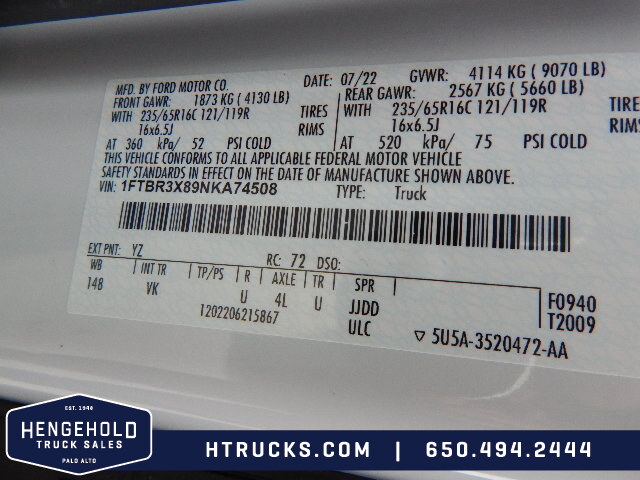 MFD. BY FORD MOTOR CO. DATE: 07/22 GVWR: 4114 KG ( 9070 LB)
FRONT GAWR: 1873 KG ( 4130 LB) REAR GAWR: 2567 KG ( 5660 LB)
WITH 235/65R16C 121/119R TIRES WITH 235/65R16C 121/119R TIRE
16x6.5J RIMS 16x6.5J RIMS
AT 360 kPa/ 52 PSI COLD AT 520 kPa/ 75 PSI COLD
THIS VEHICLE CONFORMS TO ALL APPLICABLE FEDERAL MOTOR VEHICLE
SAFETY STANDARDS IN EFFECT ON THE DATE OF MANUFACTURE SHOWN ABOVE.
VIN: 1FTBR3X89NKA74508 TYPE: Truck
EXT PNT: YZ RC: 72 DSO:
WB INT TR TP/PS R AXLE TR SPR
148 VK U 4L U JJDD F0940
1202206215867 ULC T2009
5U5A-3520472-AA
EST. 1948
HENGEHOLD
TRUCK SALES
PALO ALTO
HTRUCKS.COM | 650.494.2444